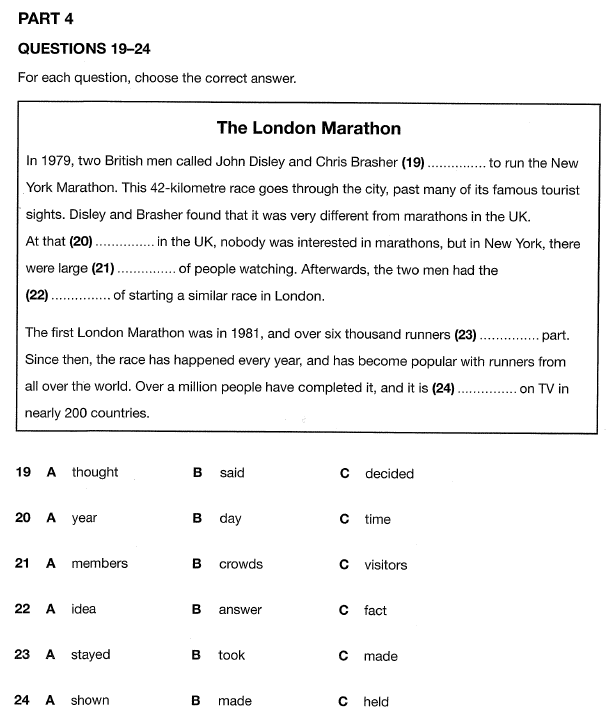 PART 4
QUESTIONS 19–24
For each question, choose the correct answer.
The London Marathon
In 1979, two British men called John Disley and Chris Brasher (19) ............... to run the New
York Marathon. This 42-kilometre race goes through the city, past many of its famous tourist
sights. Disley and Brasher found that it was very different from marathons in the UK.
At that (20) ............... in the UK, nobody was interested in marathons, but in New York, there
were large (21) ............... of people watching. Afterwards, the two men had the
(22) ............... of starting a similar race in London.
The first London Marathon was in 1981, and over six thousand runners (23) ............... part.
Since then, the race has happened every year, and has become popular with runners from
all over the world. Over a million people have completed it, and it is (24) ............... on TV in
nearly 200 countries.
19 A thought B said C decided
20 A year B day C time
21 A members B crowds C visitors
22 A idea B answer C fact
23 A stayed B took C made
24 A shown B made C held